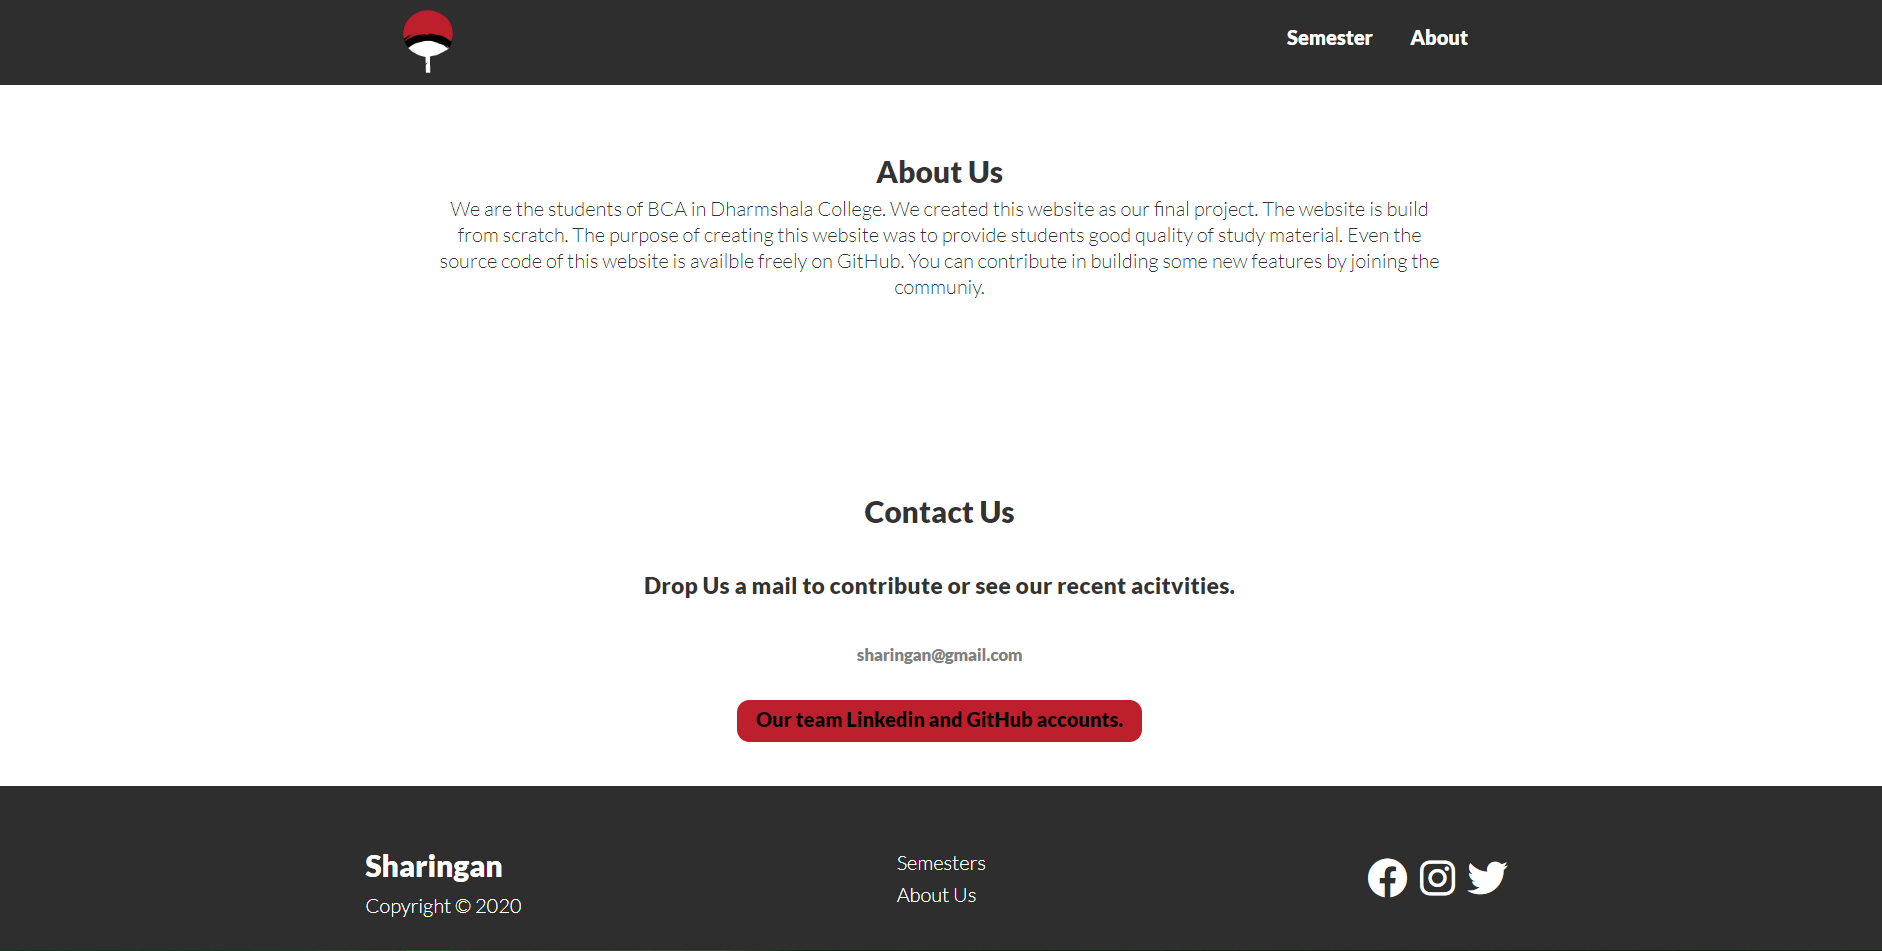 Semester About
About Us
We are the students of BCA in Dharmshala College. We created this website as our final project. The website is build
from scratch. The purpose of creating this website was to provide students good quality of study material. Even the
source code of this website is availble freely on GitHub. You can contribute in building some new features by joining the
communiy.
Contact Us
Drop Us a mail to contribute or see our recent acitvities.
sharingan@gmail.com
Our team Linkedin and GitHub accounts.
Sharingan
Copyright © 2020
Semesters
About Us